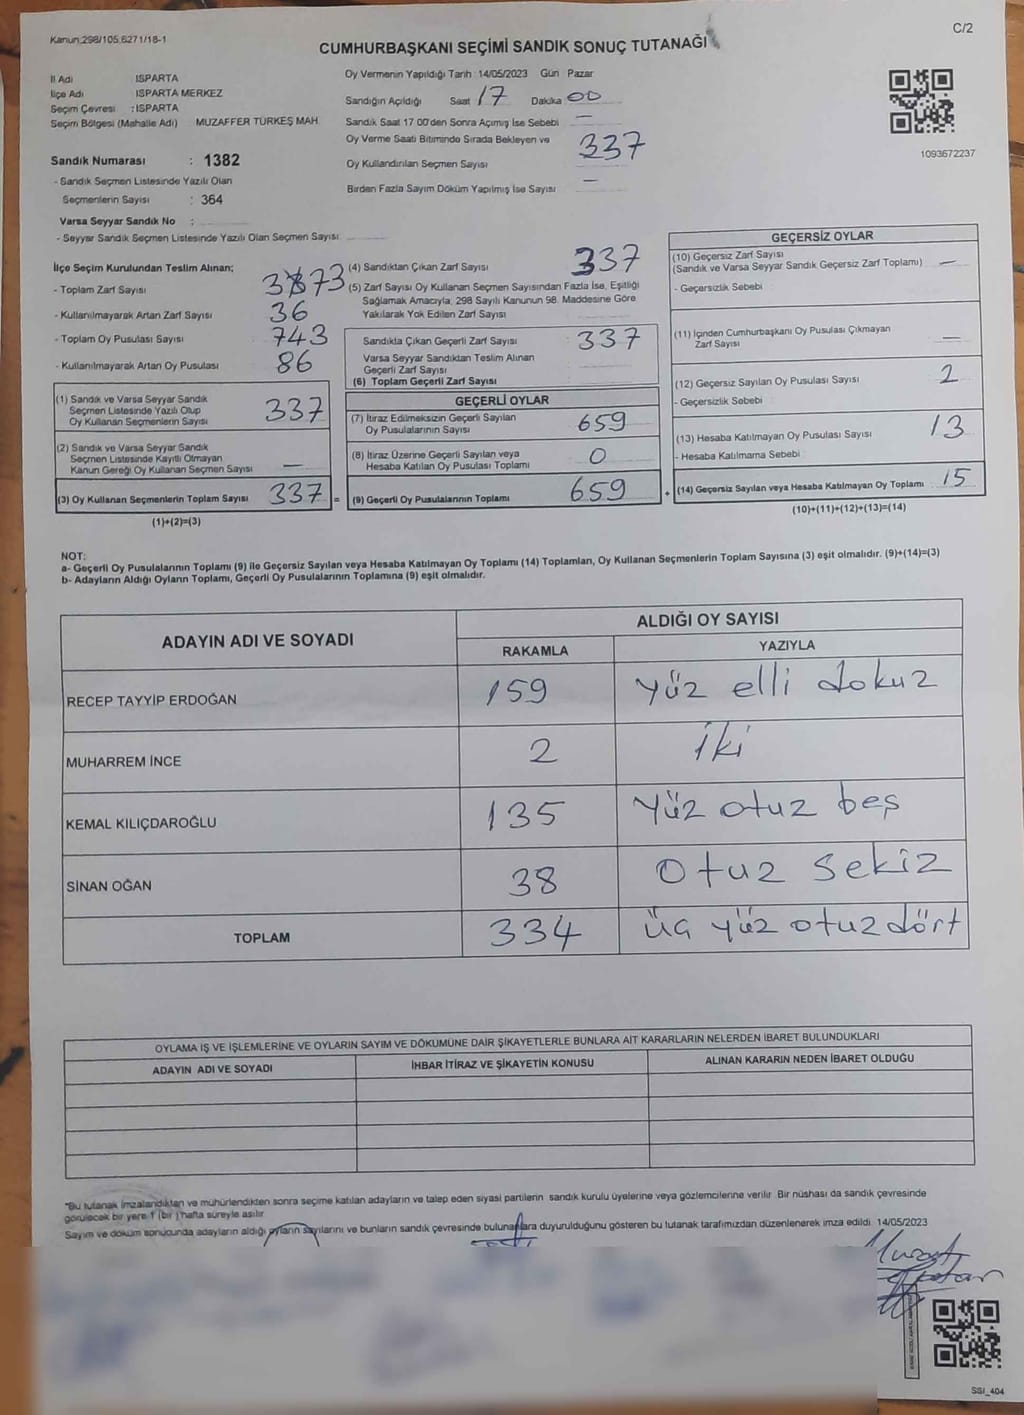 Kanun:298/105,6271/18-1
C/2
CUMHURBAŞKANI SEÇİMİ SANDIK SONUÇ TUTANAĞI
İl Adı ISPARTA
İlçe Adı ISPARTA MERKEZ
Seçim Çevresi : ISPARTA
Seçim Bölgesi (Mahalle Adı) MUZAFFER TÜRKEŞ MAH.
Sandık Numarası : 1382
- Sandık Seçmen Listesinde Yazılı Olan
Seçmenlerin Sayısı : 364
Varsa Seyyar Sandık No :
- Seyyar Sandık Seçmen Listesinde Yazılı Olan Seçmen Sayısı
Oy Vermenin Yapıldığı Tarih : 14/05/2023 Gün Pazar
Sandığın Açıldığı Saat 17 Dakika 00
Sandık Saat 17:00'den Sonra Açımış İse Sebebi —
Oy Verme Saati Bitiminde Sırada Bekleyen ve
Oy Kullandırılan Seçmen Sayısı 337
Birden Fazla Sayım Döküm Yapılmış İse Sayısı —
1093672237
İlçe Seçim Kurulundan Teslim Alınan;
- Toplam Zarf Sayısı 373
- Kullanılmayarak Artan Zarf Sayısı 36
- Toplam Oy Pusulası Sayısı 743
- Kullanılmayarak Artan Oy Pusulası 86
(1) Sandık ve Varsa Seyyar Sandık
Seçmen Listesinde Yazılı Olup
Oy Kullanan Seçmenlerin Sayısı 337
(2) Sandık ve Varsa Seyyar Sandık
Seçmen Listesinde Kayıtlı Olmayan
Kanun Gereği Oy Kullanan Seçmen Sayısı —
(3) Oy Kullanan Seçmenlerin Toplam Sayısı 337 =
(1)+(2)=(3)
(4) Sandıktan Çıkan Zarf Sayısı 337
(5) Zarf Sayısı Oy Kullanan Seçmen Sayısından Fazla İse, Eşitliği
Sağlamak Amacıyla, 298 Sayılı Kanunun 98. Maddesine Göre
Yakılarak Yok Edilen Zarf Sayısı
Sandıkla Çıkan Geçerli Zarf Sayısı : 337
Varsa Seyyar Sandıktan Teslim Alınan
Geçerli Zarf Sayısı
(6) Toplam Geçerli Zarf Sayısı
GEÇERLİ OYLAR
(7) İtiraz Edilmeksizin Geçerli Sayılan
Oy Pusulalarının Sayısı 659
(8) İtiraz Üzerine Geçerli Sayılan veya
Hesaba Katılan Oy Pusulası Toplamı 0
(9) Geçerli Oy Pusulalarının Toplamı 659 +
GEÇERSİZ OYLAR
(10) Geçersiz Zarf Sayısı
(Sandık ve Varsa Seyyar Sandık Geçersiz Zarf Toplamı) —
- Geçersizlik Sebebi
(11) İçinden Cumhurbaşkanı Oy Pusulası Çıkmayan
Zarf Sayısı —
(12) Geçersiz Sayılan Oy Pusulası Sayısı 2
- Geçersizlik Sebebi
(13) Hesaba Katılmayan Oy Pusulası Sayısı 13
- Hesaba Katılmama Sebebi
(14) Geçersiz Sayılan veya Hesaba Katılmayan Oy Toplamı 15
(10)+(11)+(12)+(13)=(14)
NOT:
a- Geçerli Oy Pusulalarının Toplamı (9) ile Geçersiz Sayılan veya Hesaba Katılmayan Oy Toplamı (14) Toplamları, Oy Kullanan Seçmenlerin Toplam Sayısına (3) eşit olmalıdır. (9)+(14)=(3)
b- Adayların Aldığı Oyların Toplamı, Geçerli Oy Pusulalarının Toplamına (9) eşit olmalıdır.
ADAYIN ADI VE SOYADI ALDIĞI OY SAYISI
RAKAMLA YAZIYLA
RECEP TAYYİP ERDOĞAN 159 Yüz elli dokuz
MUHARREM İNCE 2 İki
KEMAL KILIÇDAROĞLU 135 Yüz otuz beş
SİNAN OĞAN 38 Otuz Sekiz
TOPLAM 334 üç yüz otuz dört
OYLAMA İŞ VE İŞLEMLERİNE VE OYLARIN SAYIM VE DÖKÜMÜNE DAİR ŞİKAYETLERLE BUNLARA AİT KARARLARIN NELERDEN İBARET BULUNDUKLARI
ADAYIN ADI VE SOYADI İHBAR İTİRAZ VE ŞİKAYETİN KONUSU ALINAN KARARIN NEDEN İBARET OLDUĞU
"Bu tutanak imzalandıktan ve mühürlendikten sonra seçime katılan adayların ve talep eden siyasi partilerin sandık kurulu üyelerine veya gözlemcilerine verilir. Bir nüshası da sandık çevresinde
görülecek bir yere 1 (bir ) hafta süreyle asılır.
Sayım ve döküm sonucunda adayların aldığı oyların sayılarını ve bunların sandık çevresinde bulunanlara duyurulduğunu gösteren bu tutanak tarafımızdan düzenlenerek imza edildi. 14/05/2023
SSİ_404